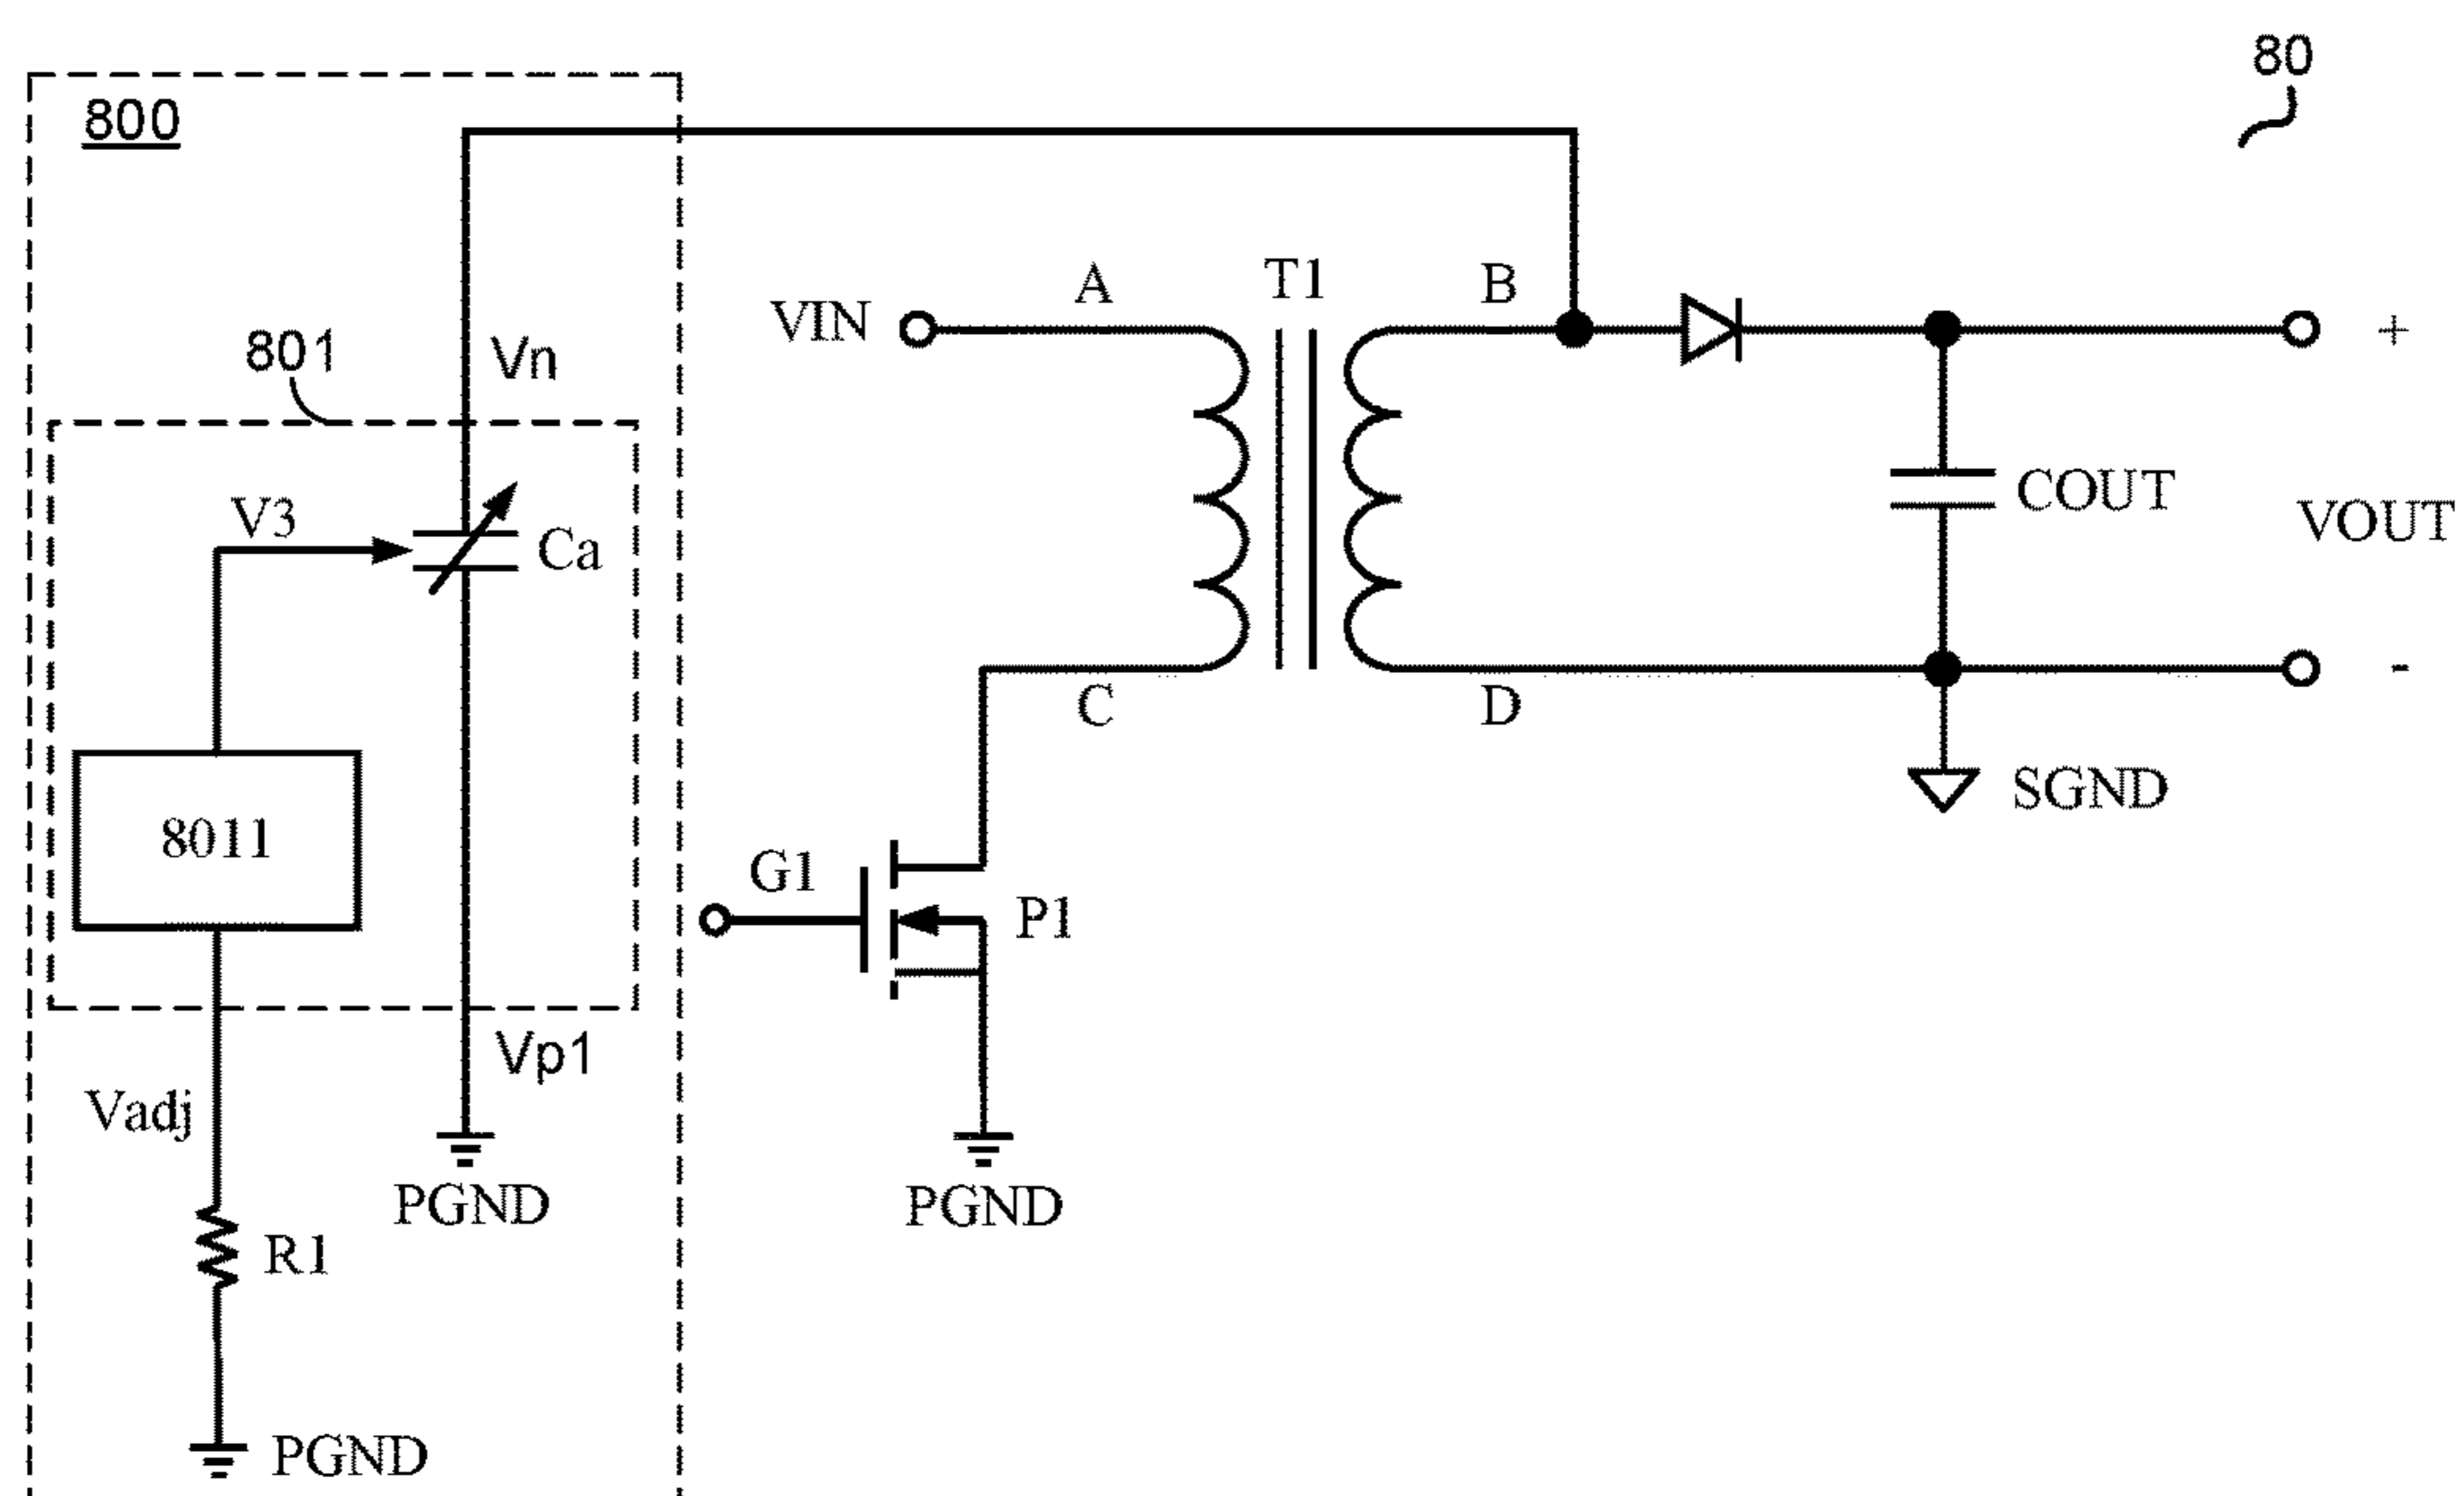 80
800
A
T1
B
VIN
801
Vn
+
V3
Ca
COUT
VOUT
C
D
-
SGND
8011
G1
P1
Vp1
Vadj
PGND
PGND
R1
PGND